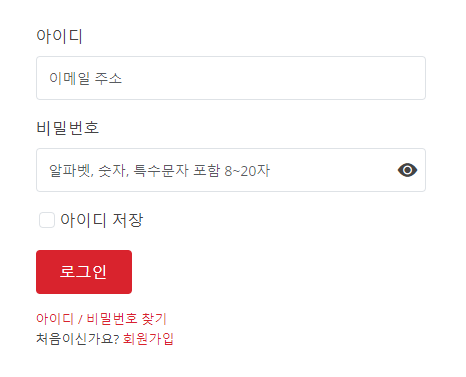 아이디
이메일 주소
비밀번호
알파벳, 숫자, 특수문자 포함 8~20자
아이디 저장
로그인
아이디 / 비밀번호 찾기
처음이신가요? 회원가입